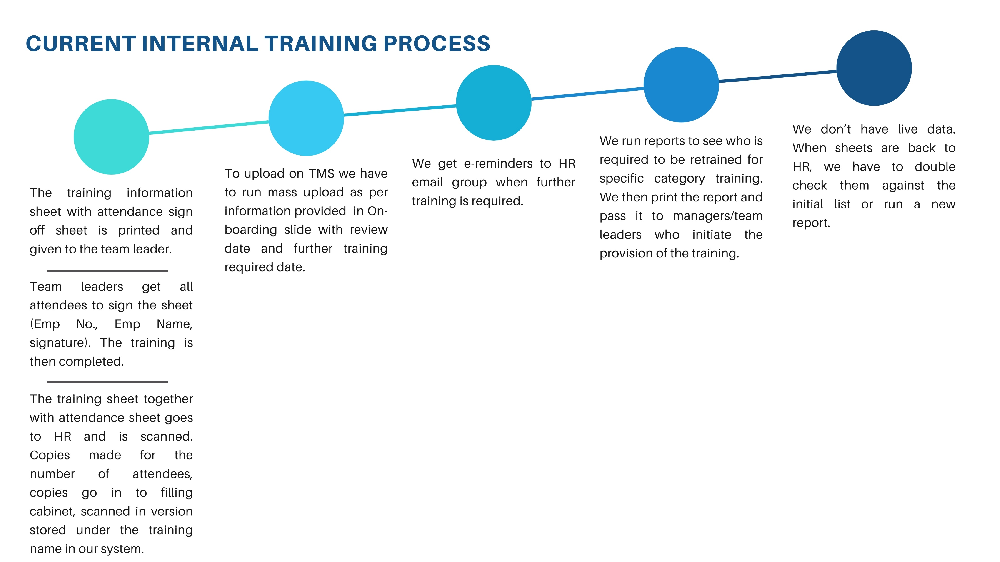 CURRENT INTERNAL TRAINING PROCESS
The training information
sheet with attendance sign
off sheet is printed and
given to the team leader.
Team leaders get all
attendees to sign the sheet
(Emp No., Emp Name,
signature). The training is
then completed.
The training sheet together
with attendance sheet goes
to HR and is scanned.
Copies made for the
number of attendees,
copies go in to filling
cabinet, scanned in version
stored under the training
name in our system.
To upload on TMS we have
to run mass upload as per
information provided in On-
boarding slide with review
date and further training
required date.
We get e-reminders to HR
email group when further
training is required.
We run reports to see who is
required to be retrained for
specific category training.
We then print the report and
pass it to managers/team
leaders who initiate the
provision of the training.
We don’t have live data.
When sheets are back to
HR, we have to double
check them against the
initial list or run a new
report.